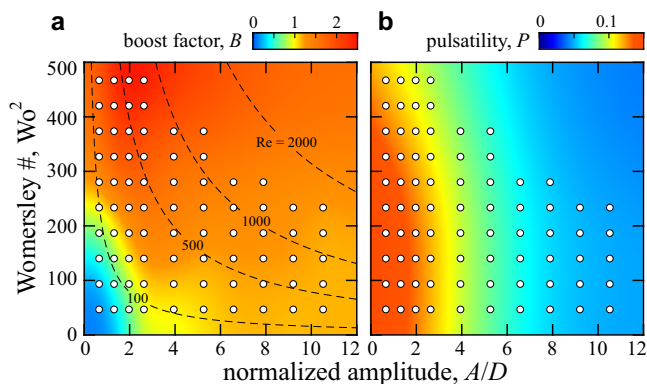 a
boost factor, B
0 1 2
b
pulsatility, P
0 0.1
Womersley #, Wo²
500
400
300
200
100
0
Re = 2000
1000
500
100
0 2 4 6 8 10 12
0 2 4 6 8 10 12
normalized amplitude, A/D